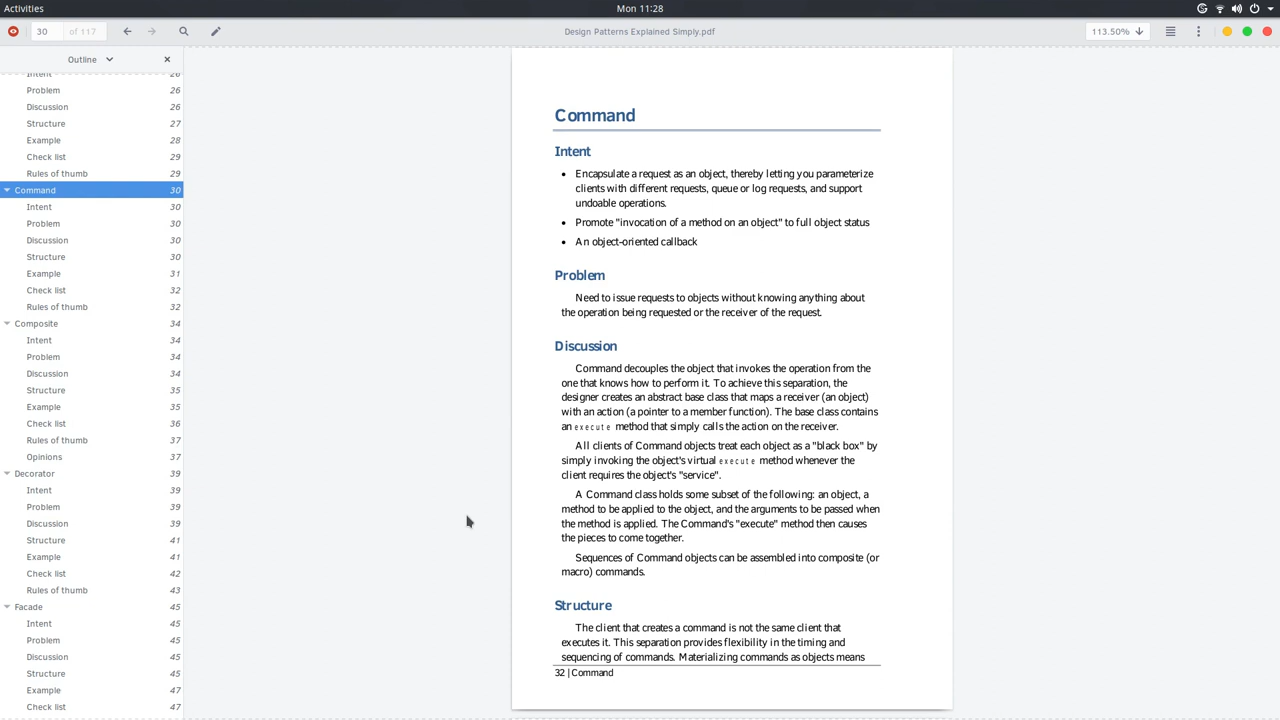 Activities
Mon 11:28
30
of 117
Design Patterns Explained Simply.pdf
113.50%
Outline
Intent 26
Problem 26
Discussion 26
Structure 27
Example 28
Check list 29
Rules of thumb 29
Command 30
Intent 30
Problem 30
Discussion 30
Structure 30
Example 31
Check list 32
Rules of thumb 32
Composite 34
Intent 34
Problem 34
Discussion 34
Structure 35
Example 35
Check list 36
Rules of thumb 37
Opinions 37
Decorator 39
Intent 39
Problem 39
Discussion 39
Structure 41
Example 41
Check list 42
Rules of thumb 43
Facade 45
Intent 45
Problem 45
Discussion 45
Structure 45
Example 47
Check list 47
Command
Intent
• Encapsulate a request as an object, thereby letting you parameterize
clients with different requests, queue or log requests, and support
undoable operations.
• Promote "invocation of a method on an object" to full object status
• An object-oriented callback
Problem
Need to issue requests to objects without knowing anything about
the operation being requested or the receiver of the request.
Discussion
Command decouples the object that invokes the operation from the
one that knows how to perform it. To achieve this separation, the
designer creates an abstract base class that maps a receiver (an object)
with an action (a pointer to a member function). The base class contains
an execute method that simply calls the action on the receiver.
All clients of Command objects treat each object as a "black box" by
simply invoking the object's virtual execute method whenever the
client requires the object's "service".
A Command class holds some subset of the following: an object, a
method to be applied to the object, and the arguments to be passed when
the method is applied. The Command's "execute" method then causes
the pieces to come together.
Sequences of Command objects can be assembled into composite (or
macro) commands.
Structure
The client that creates a command is not the same client that
executes it. This separation provides flexibility in the timing and
sequencing of commands. Materializing commands as objects means
32 | Command